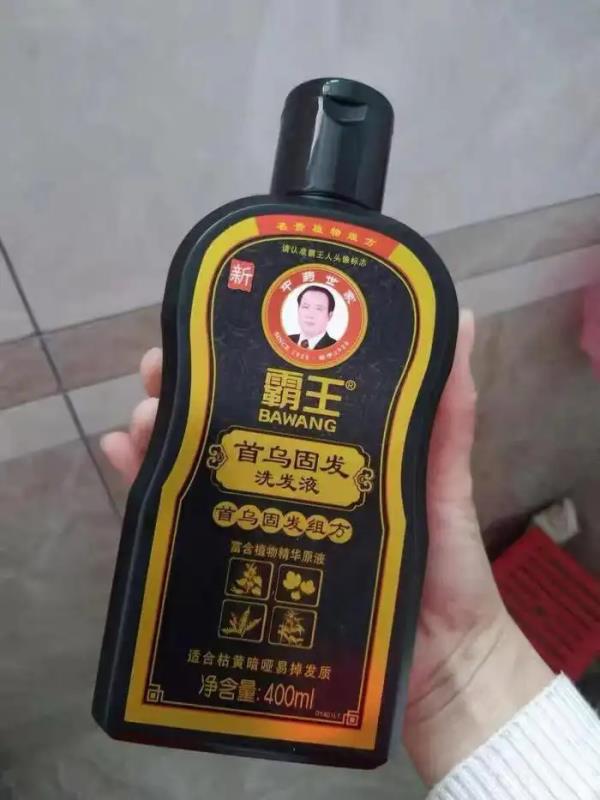 名贵植物组方
请认准霸王人头像标志
新
中药世家
霸王®
BAWANG
首乌固发
洗发液
首乌固发组方
富含植物精华原液
适合枯黄暗哑易掉发质
净含量:400ml